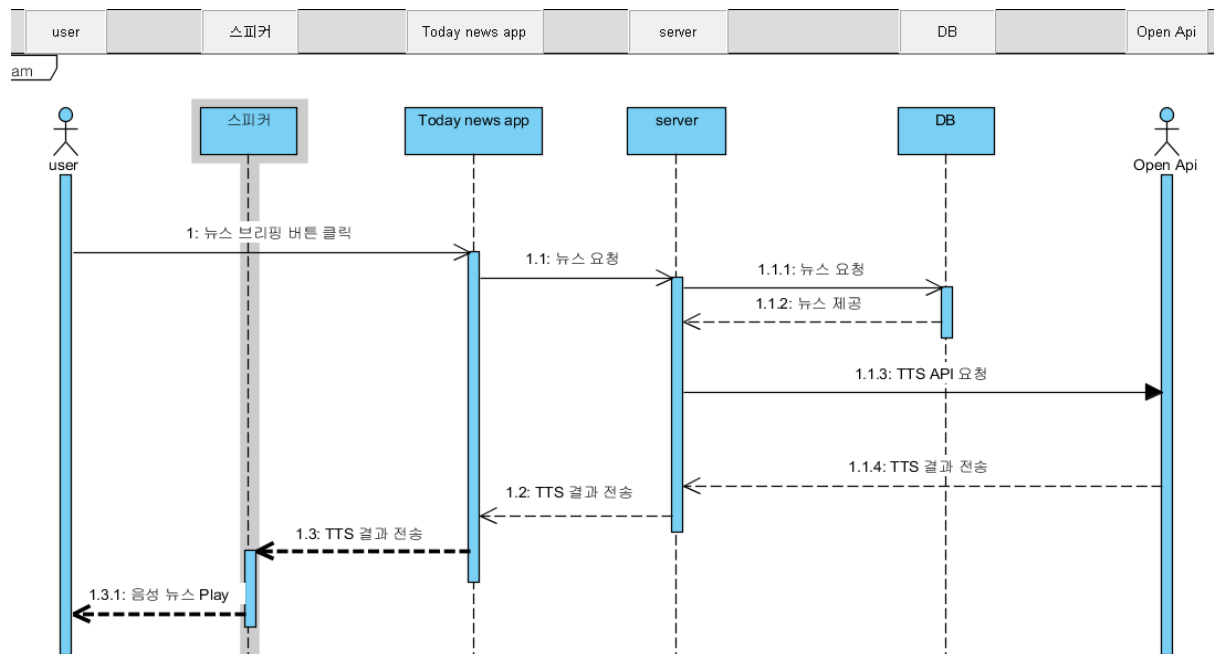 user 스피커 Today news app server DB Open Api
am
스피커 Today news app server DB
user Open Api
1: 뉴스 브리핑 버튼 클릭
1.1: 뉴스 요청
1.1.1: 뉴스 요청
1.1.2: 뉴스 제공
1.1.3: TTS API 요청
1.1.4: TTS 결과 전송
1.2: TTS 결과 전송
1.3: TTS 결과 전송
1.3.1: 음성 뉴스 Play